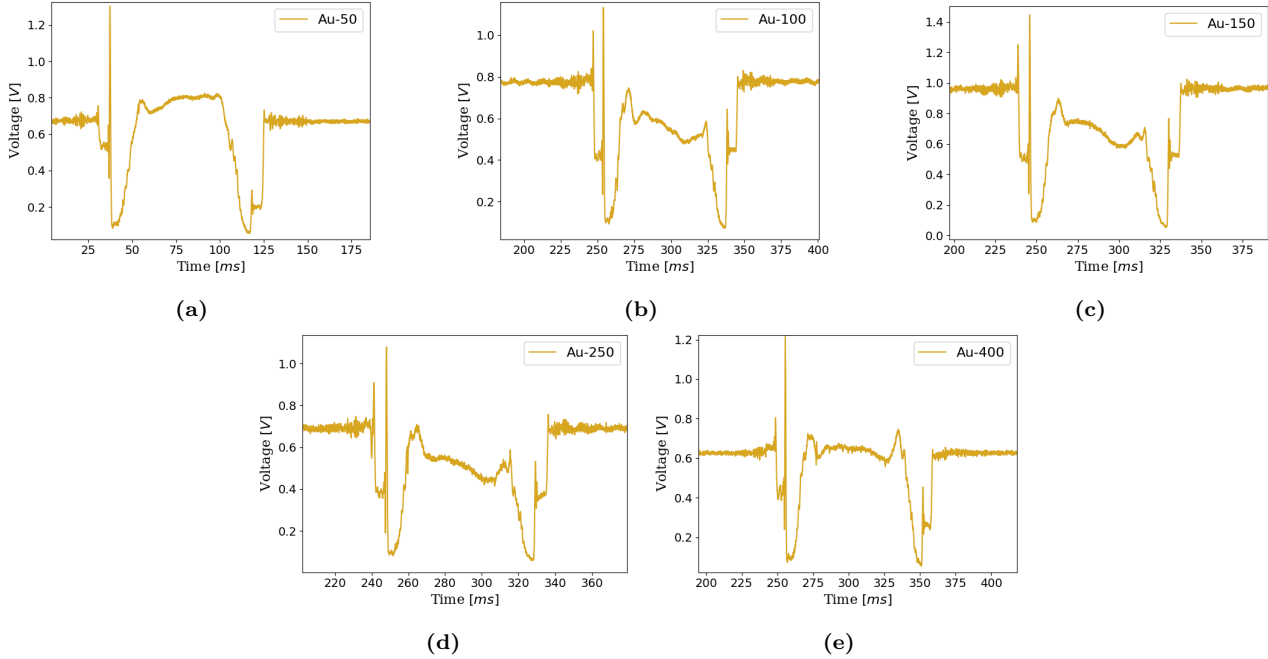 Au-50
1.2
1.0
0.8
0.6
0.4
0.2
Voltage [V]
25 50 75 100 125 150 175
Time [ms]
(a)
Au-100
1.0
0.8
0.6
0.4
0.2
Voltage [V]
200 225 250 275 300 325 350 375 400
Time [ms]
(b)
Au-150
1.4
1.2
1.0
0.8
0.6
0.4
0.2
0.0
Voltage [V]
200 225 250 275 300 325 350 375
Time [ms]
(c)
Au-250
1.0
0.8
0.6
0.4
0.2
Voltage [V]
220 240 260 280 300 320 340 360
Time [ms]
(d)
Au-400
1.2
1.0
0.8
0.6
0.4
0.2
Voltage [V]
200 225 250 275 300 325 350 375 400
Time [ms]
(e)